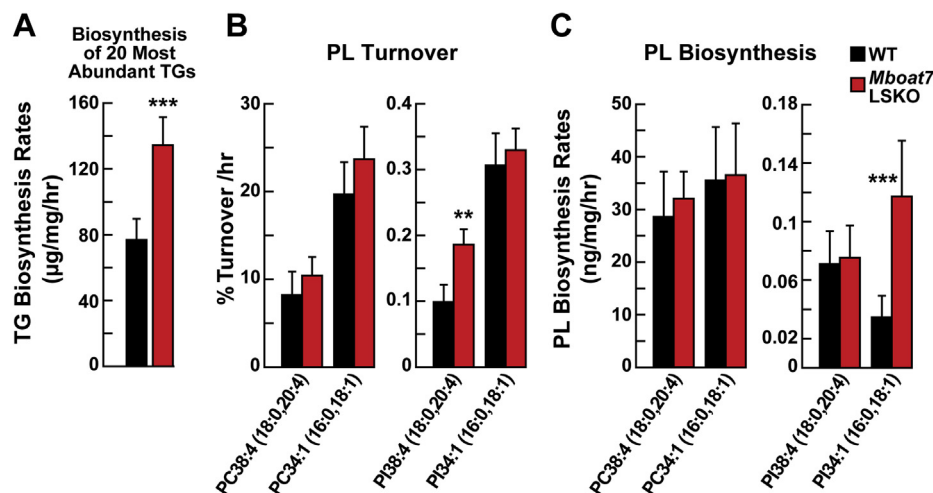 A
Biosynthesis
of 20 Most
Abundant TGs
TG Biosynthesis Rates
(µg/mg/hr)
160
120
80
40
0
***
B
PL Turnover
% Turnover /hr
30
20
10
0
PC38:4 (18:0,20:4)
PC34:1 (16:0,18:1)
0.4
0.3
0.2
0.1
0
**
PI38:4 (18:0,20:4)
PI34:1 (16:0,18:1)
C
PL Biosynthesis
WT
Mboat7
LSKO
PL Biosynthesis Rates
(ng/mg/hr)
50
40
30
20
10
0
PC38:4 (18:0,20:4)
PC34:1 (16:0,18:1)
0.18
0.14
0.1
0.06
0.02
0
***
PI38:4 (18:0,20:4)
PI34:1 (16:0,18:1)